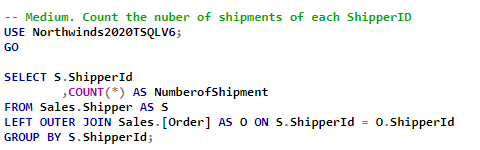 -- Medium. Count the nuber of shipments of each ShipperID
USE Northwinds2020TSQLV6;
GO
SELECT S.ShipperId
,COUNT(*) AS NumberofShipment
FROM Sales.Shipper AS S
LEFT OUTER JOIN Sales.[Order] AS O ON S.ShipperId = O.ShipperId
GROUP BY S.ShipperId;